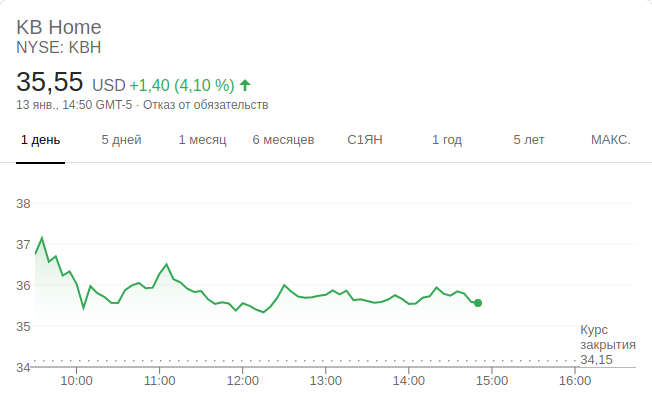 KB Home
NYSE: KBH
35,55 USD +1,40 (4,10 %)
13 янв., 14:50 GMT-5 · Отказ от обязательств
1 день 5 дней 1 месяц 6 месяцев С1ЯН 1 год 5 лет МАКС.
38
37
36
35
Курс
закрытия
34,15
34
10:00 11:00 12:00 13:00 14:00 15:00 16:00